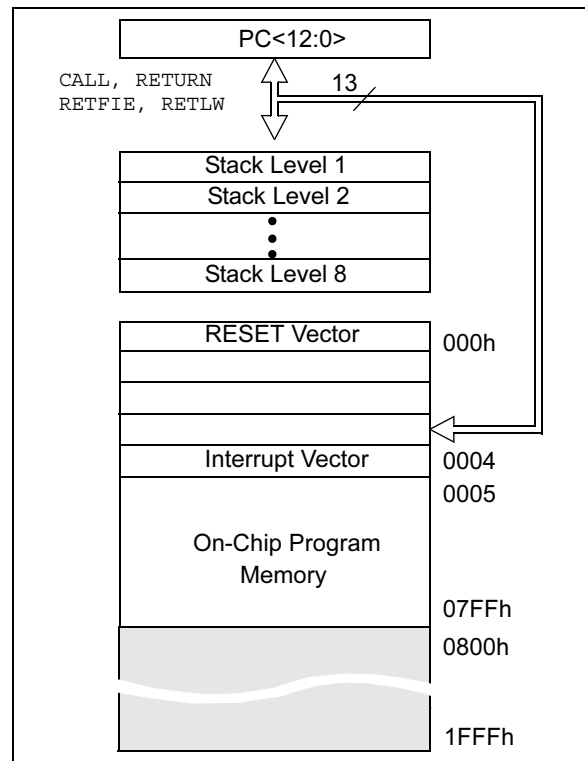 PC<12:0>
CALL, RETURN
RETFIE, RETLW
13
Stack Level 1
Stack Level 2
Stack Level 8
RESET Vector
000h
Interrupt Vector
0004
0005
On-Chip Program
Memory
07FFh
0800h
1FFFh